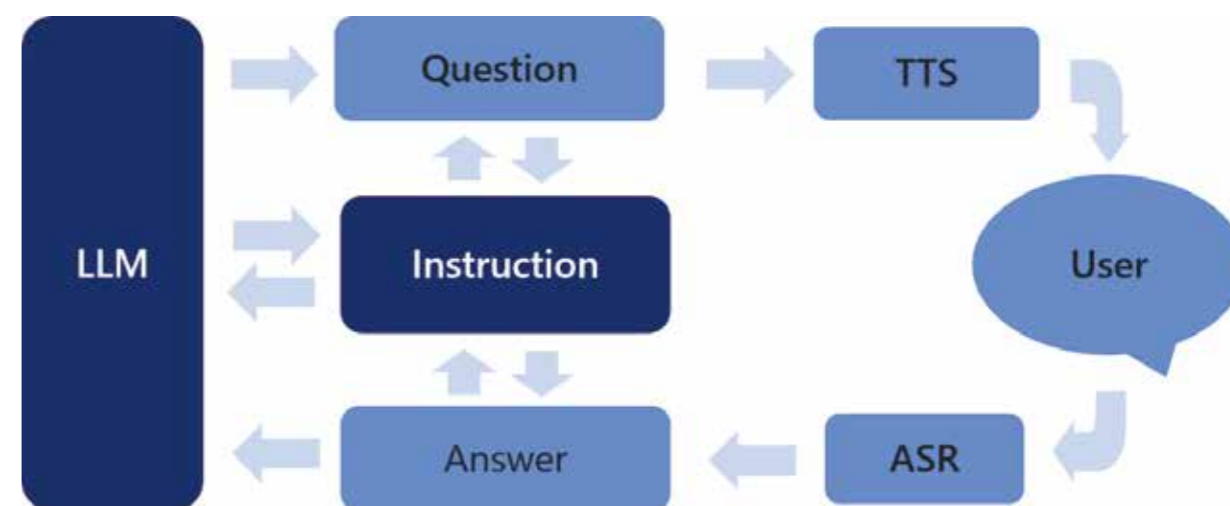 Question
TTS
LLM
Instruction
User
Answer
ASR